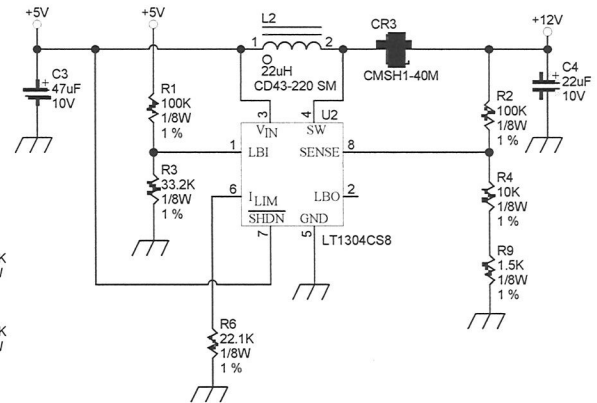 +5V
+5V
+12V
L2
1
2
22uH
CD43-220 SM
CR3
CMSH1-40M
C3
+
47uF
10V
C4
+
22uF
10V
R1
100K
1/8W
1 %
R2
100K
1/8W
1 %
3
4
U2
VIN
SW
1
LBI
SENSE
8
R3
33.2K
1/8W
1 %
6
ILIM
LBO
2
R4
10K
1/8W
1 %
SHDN
GND
7
5
LT1304CS8
R9
1.5K
1/8W
1 %
K
R6
22.1K
1/8W
1 %
K